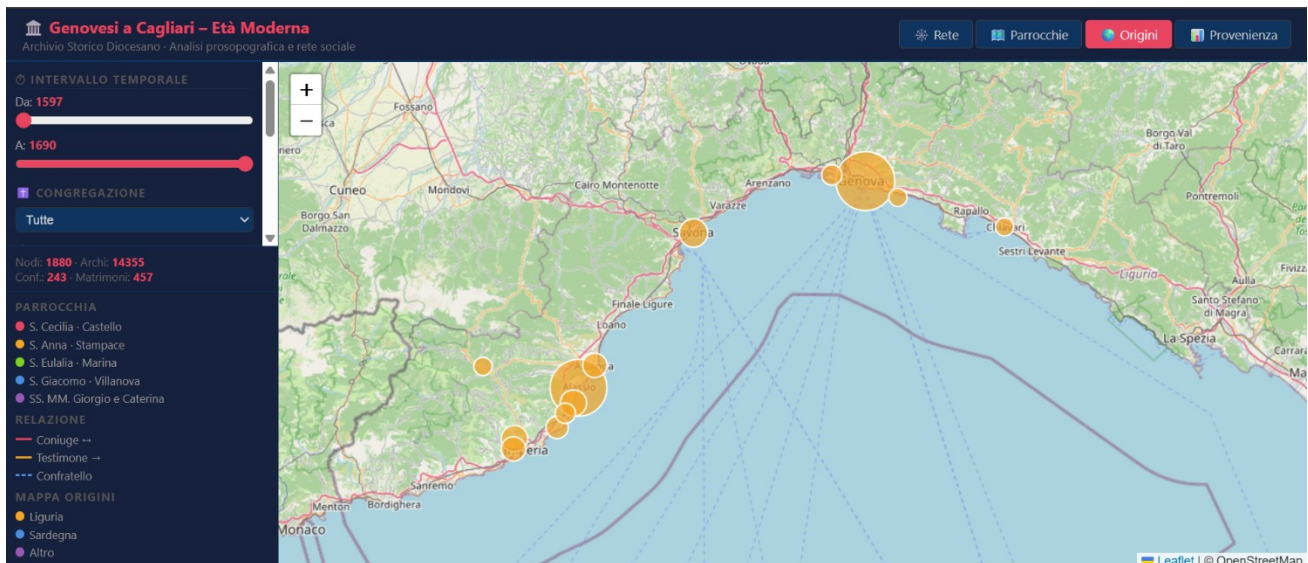 🏛️ Genovesi a Cagliari – Età Moderna
Archivio Storico Diocesano · Analisi prosopografica e rete sociale
Rete
Parrocchie
Origini
Provenienza
INTERVALLO TEMPORALE
Da: 1597
A: 1690
CONGREGAZIONE
Tutte
Nodi: 1880 · Archi: 14355
Conf.: 243 · Matrimoni: 457
PARROCCHIA
S. Cecilia · Castello
S. Anna · Stampace
S. Eulalia · Marina
S. Giacomo · Villanova
SS. MM. Giorgio e Caterina
RELAZIONE
Coniuge ↔
Testimone →
Confratello
MAPPA ORIGINI
Liguria
Sardegna
Altro
+
−
Fossano
Cuneo
Mondovì
Borgo San
Dalmazzo
Cairo Montenotte
Savona
Varazze
Arenzano
Genova
Rapallo
Chiavari
Sestri Levante
Borgo Val
di Taro
Pontremoli
Liguria
Aulla
Santo Stefano
di Magra
La Spezia
Finale Ligure
Loano
Alassio
Sanremo
Bordighera
Menton
Monaco
Leaflet | © OpenStreetMap